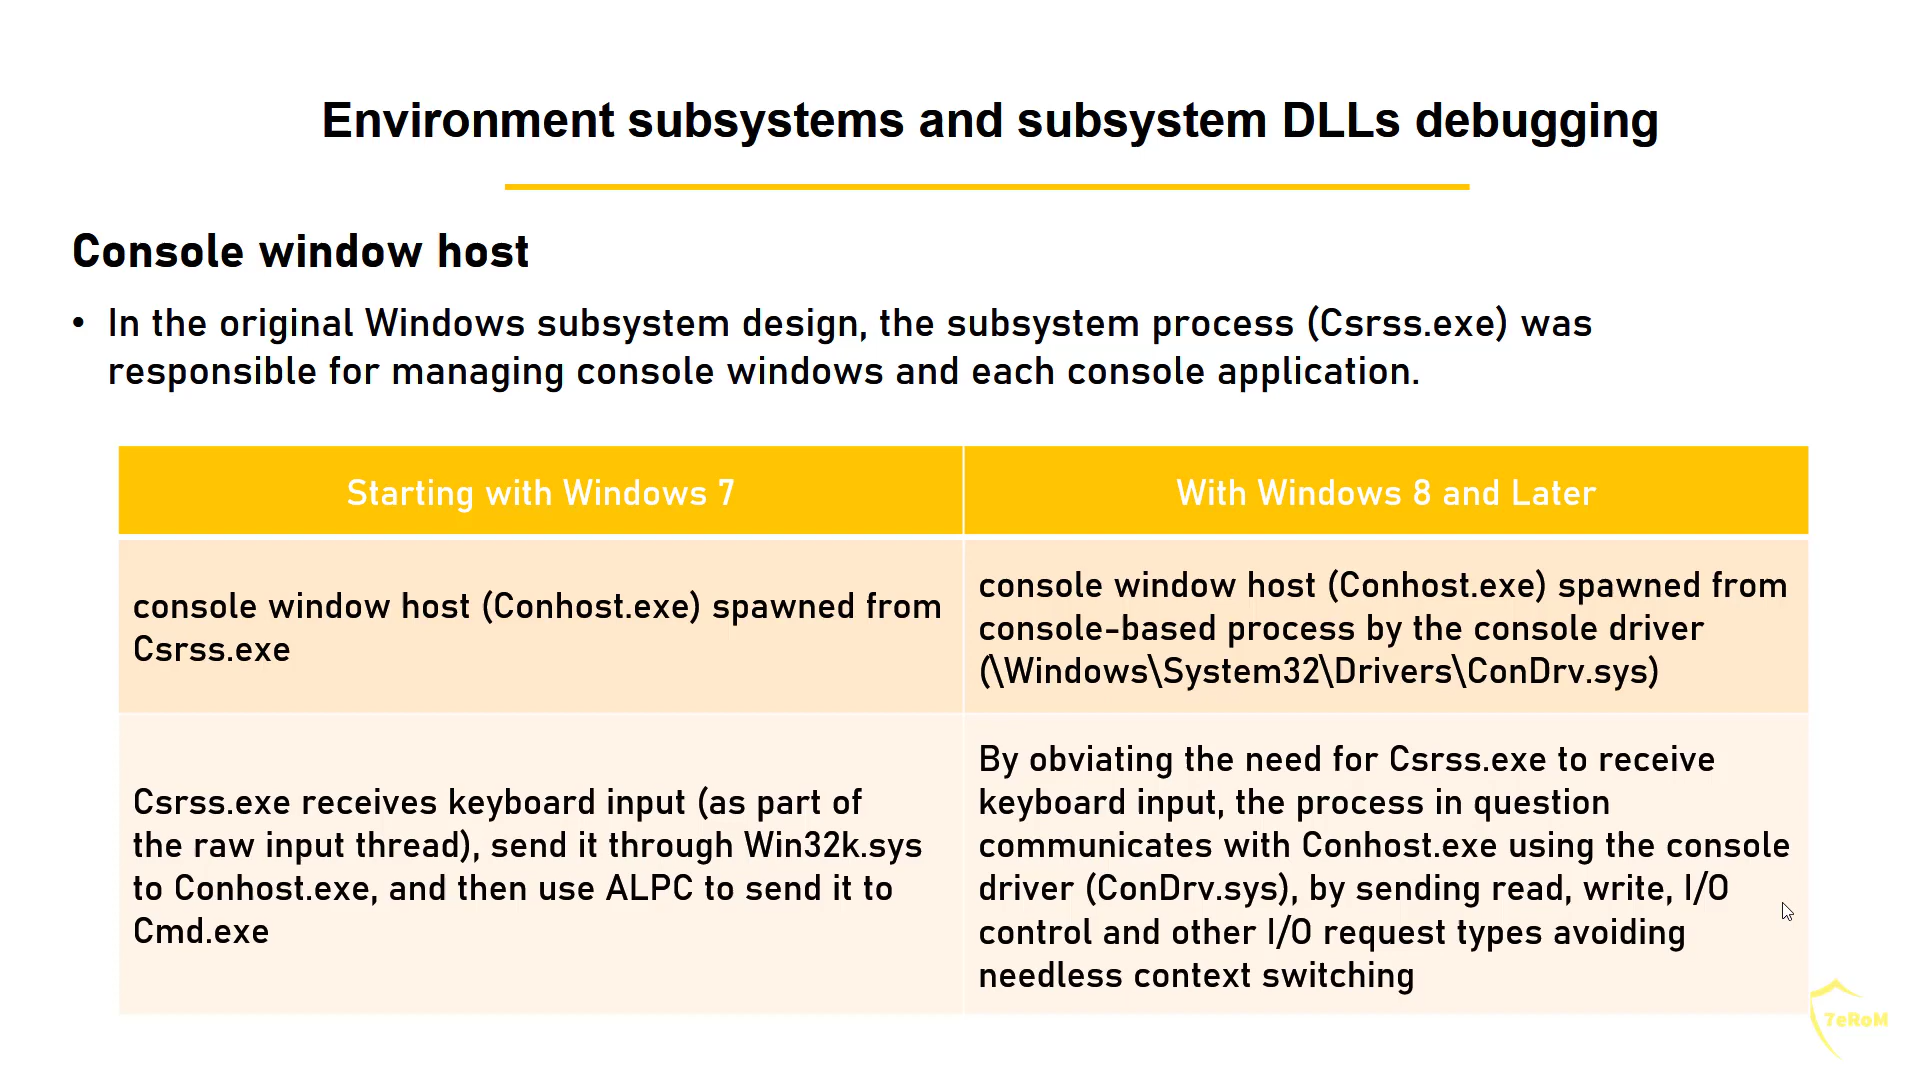 Environment subsystems and subsystem DLLs debugging
Console window host
• In the original Windows subsystem design, the subsystem process (Csrss.exe) was
responsible for managing console windows and each console application.
Starting with Windows 7
With Windows 8 and Later
console window host (Conhost.exe) spawned from
Csrss.exe
console window host (Conhost.exe) spawned from
console-based process by the console driver
(\Windows\System32\Drivers\ConDrv.sys)
Csrss.exe receives keyboard input (as part of
the raw input thread), send it through Win32k.sys
to Conhost.exe, and then use ALPC to send it to
Cmd.exe
By obviating the need for Csrss.exe to receive
keyboard input, the process in question
communicates with Conhost.exe using the console
driver (ConDrv.sys), by sending read, write, I/O
control and other I/O request types avoiding
needless context switching
7eRoM